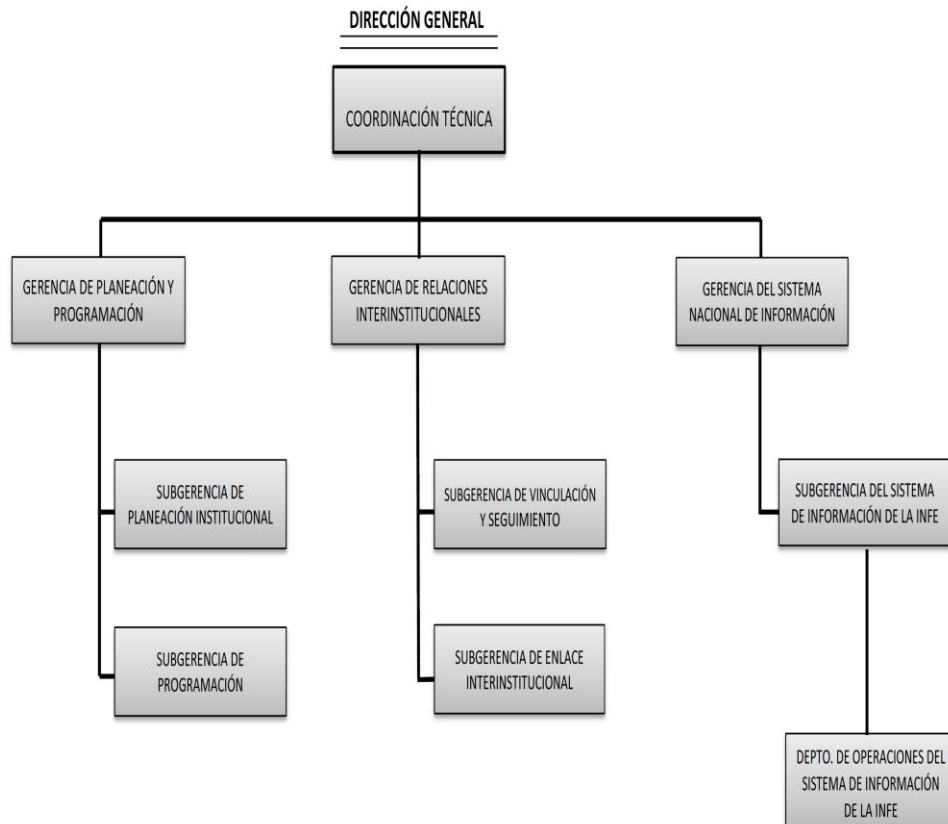 DIRECCIÓN GENERAL
COORDINACIÓN TÉCNICA
GERENCIA DE PLANEACIÓN Y
PROGRAMACIÓN
GERENCIA DE RELACIONES
INTERINSTITUCIONALES
GERENCIA DEL SISTEMA
NACIONAL DE INFORMACIÓN
SUBGERENCIA DE
PLANEACIÓN INSTITUCIONAL
SUBGERENCIA DE VINCULACIÓN
Y SEGUIMIENTO
SUBGERENCIA DEL SISTEMA
DE INFORMACIÓN DE LA INFE
SUBGERENCIA DE
PROGRAMACIÓN
SUBGERENCIA DE ENLACE
INTERINSTITUCIONAL
DEPTO. DE OPERACIONES DEL
SISTEMA DE INFORMACIÓN
DE LA INFE